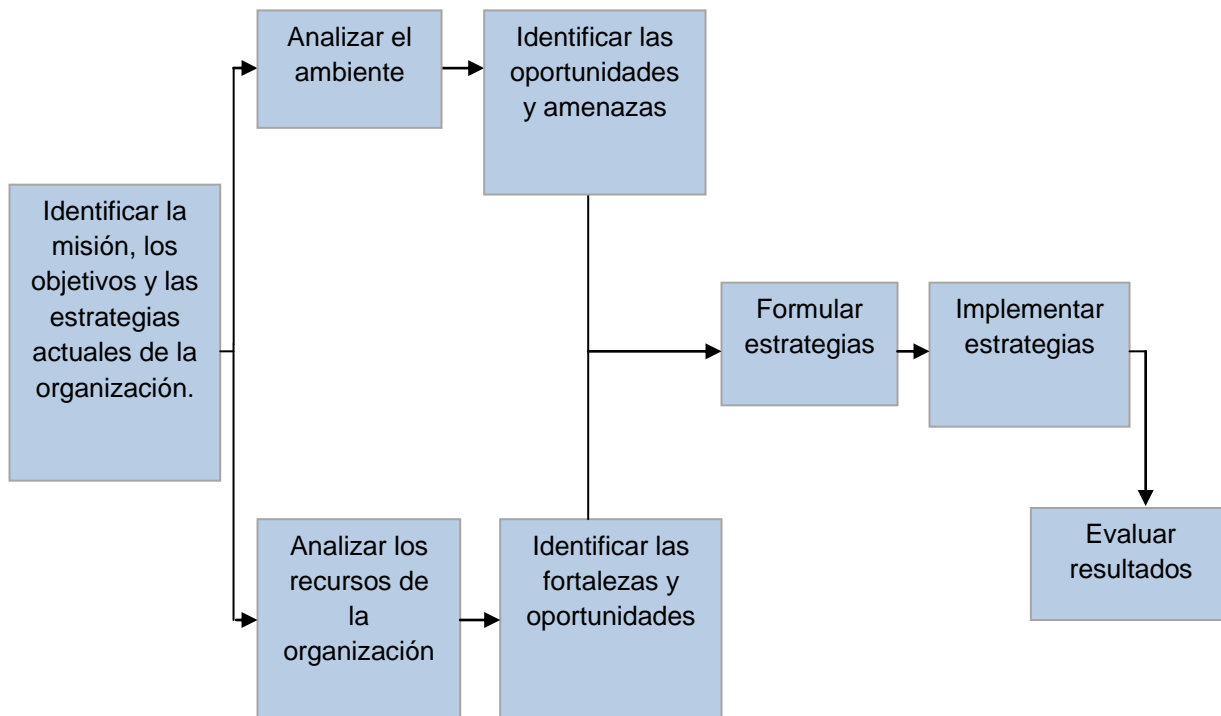 Analizar el
ambiente
Identificar las
oportunidades
y amenazas
Identificar la
misión, los
objetivos y las
estrategias
actuales de la
organización.
Formular
estrategias
Implementar
estrategias
Analizar los
recursos de
la
organización
Identificar las
fortalezas y
oportunidades
Evaluar
resultados